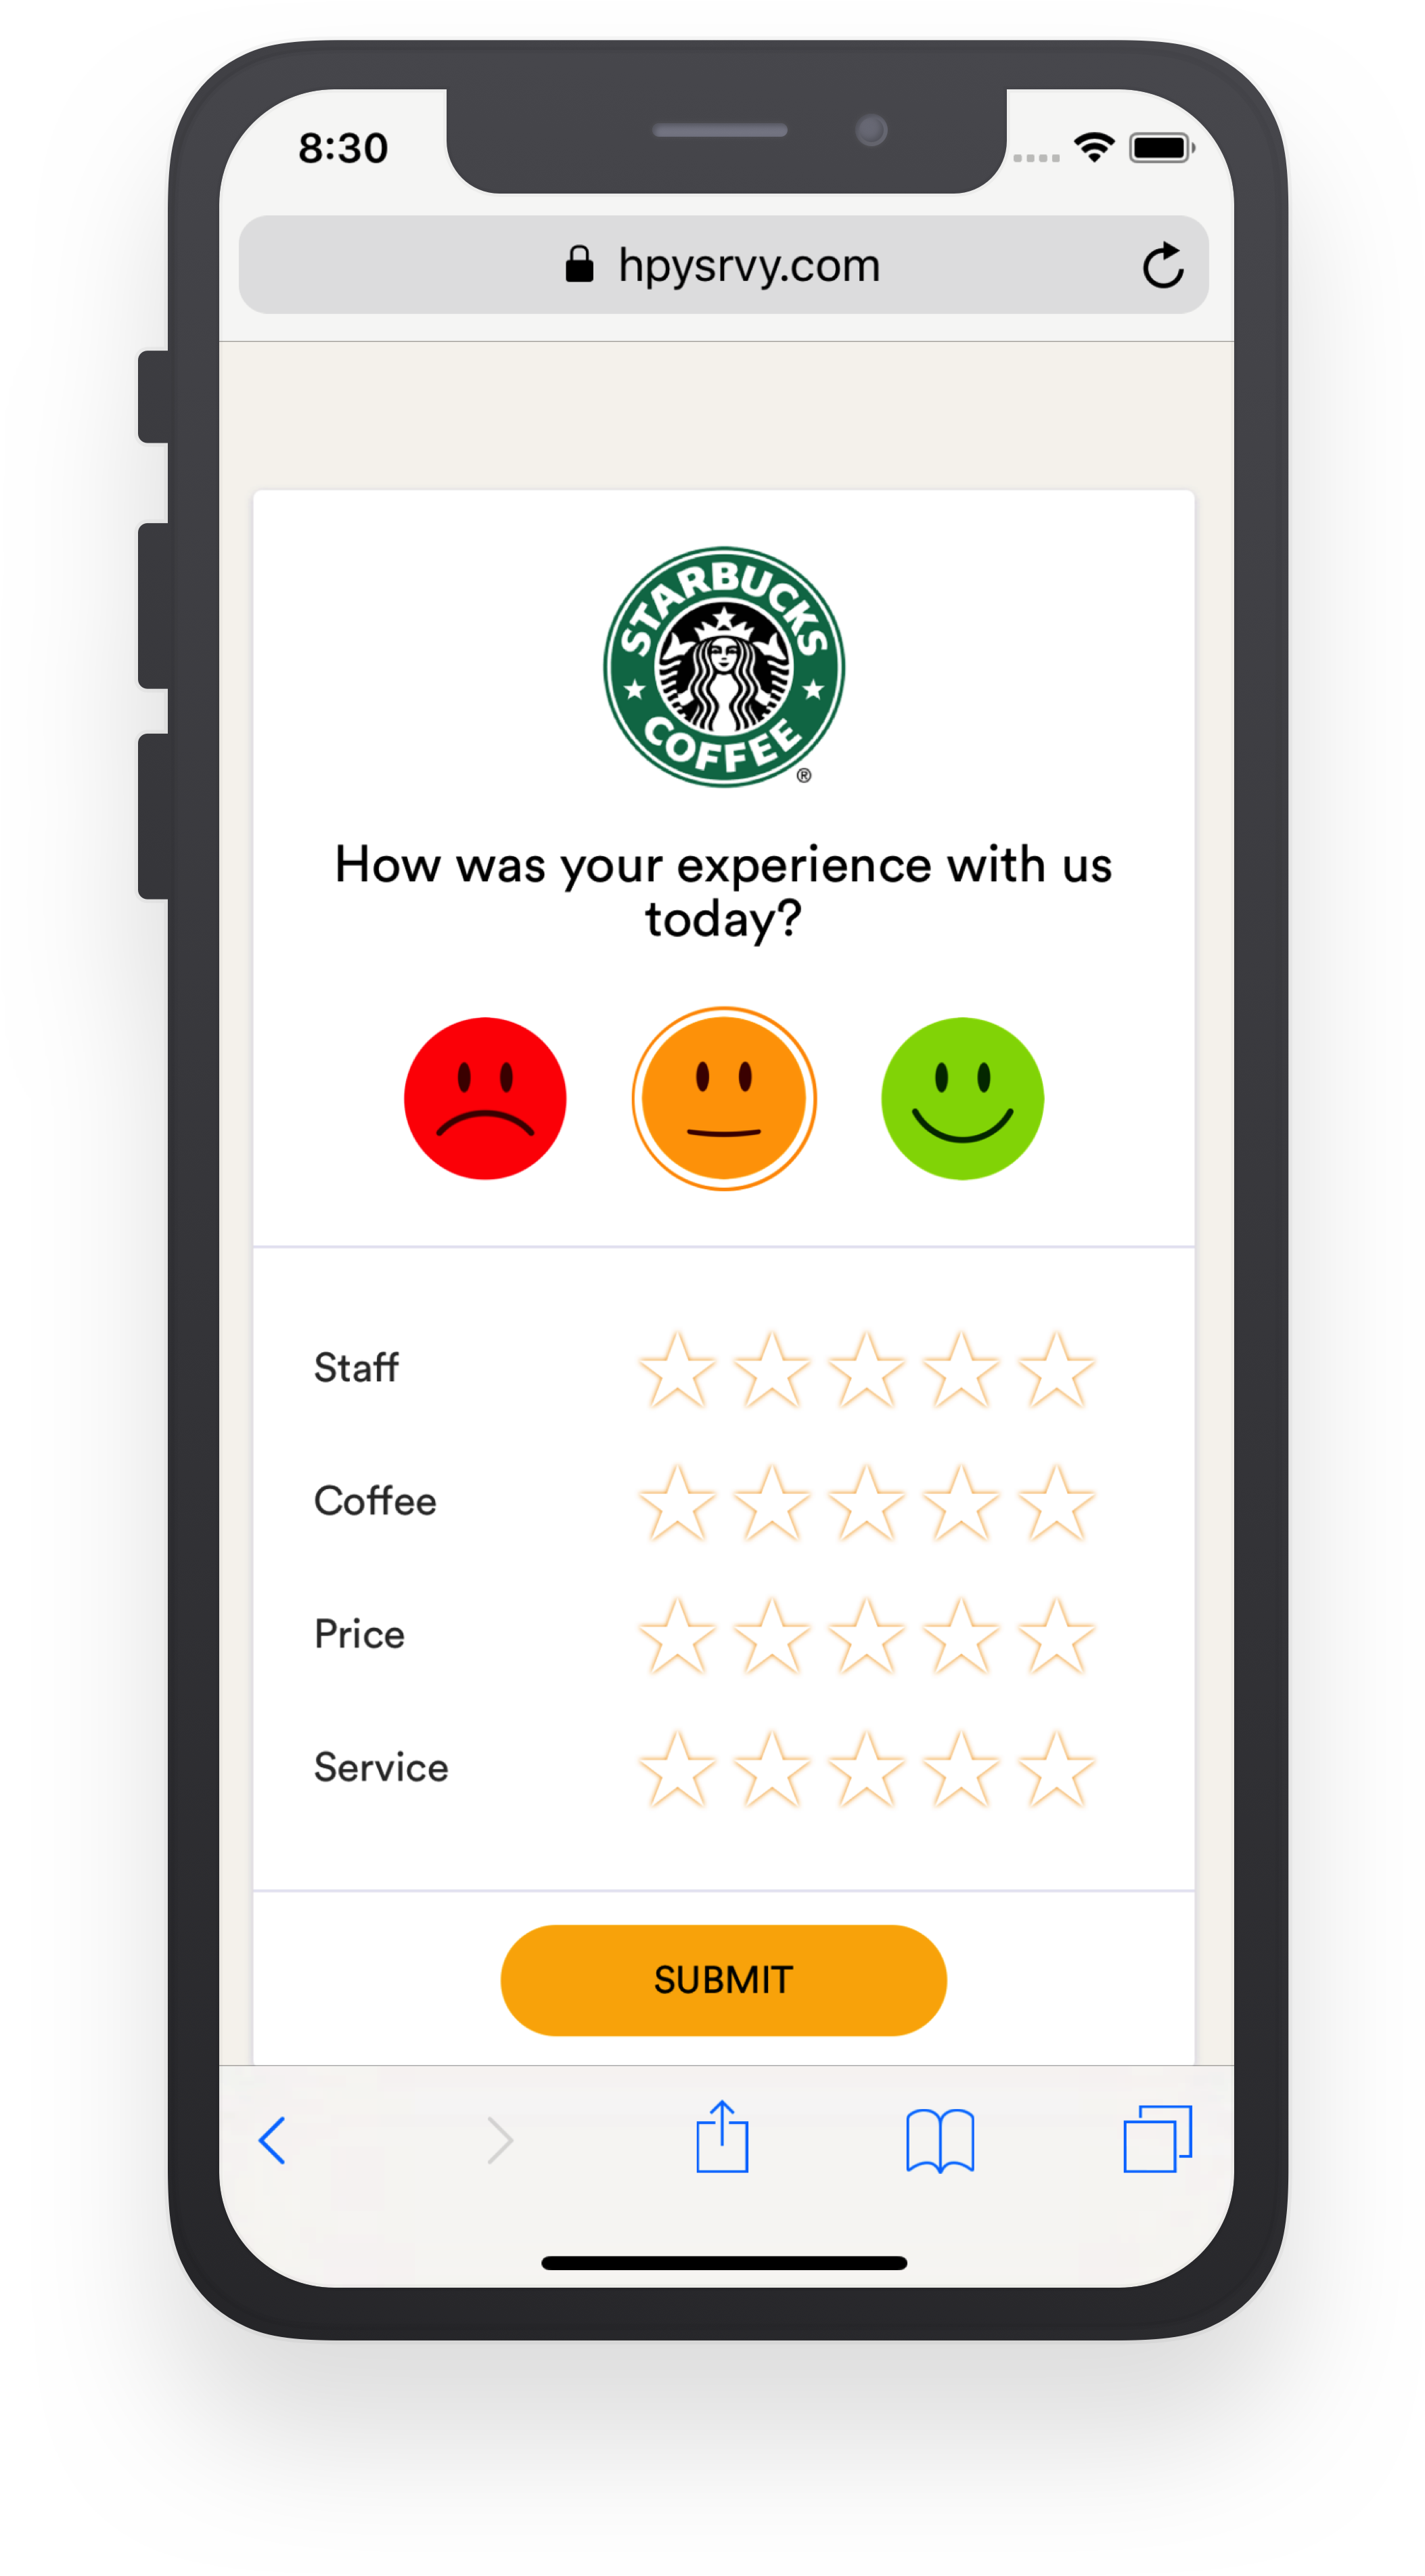 8:30
hpysrvy.com
STARBUCKS
COFFEE
®
How was your experience with us
today?
Staff
Coffee
Price
Service
SUBMIT